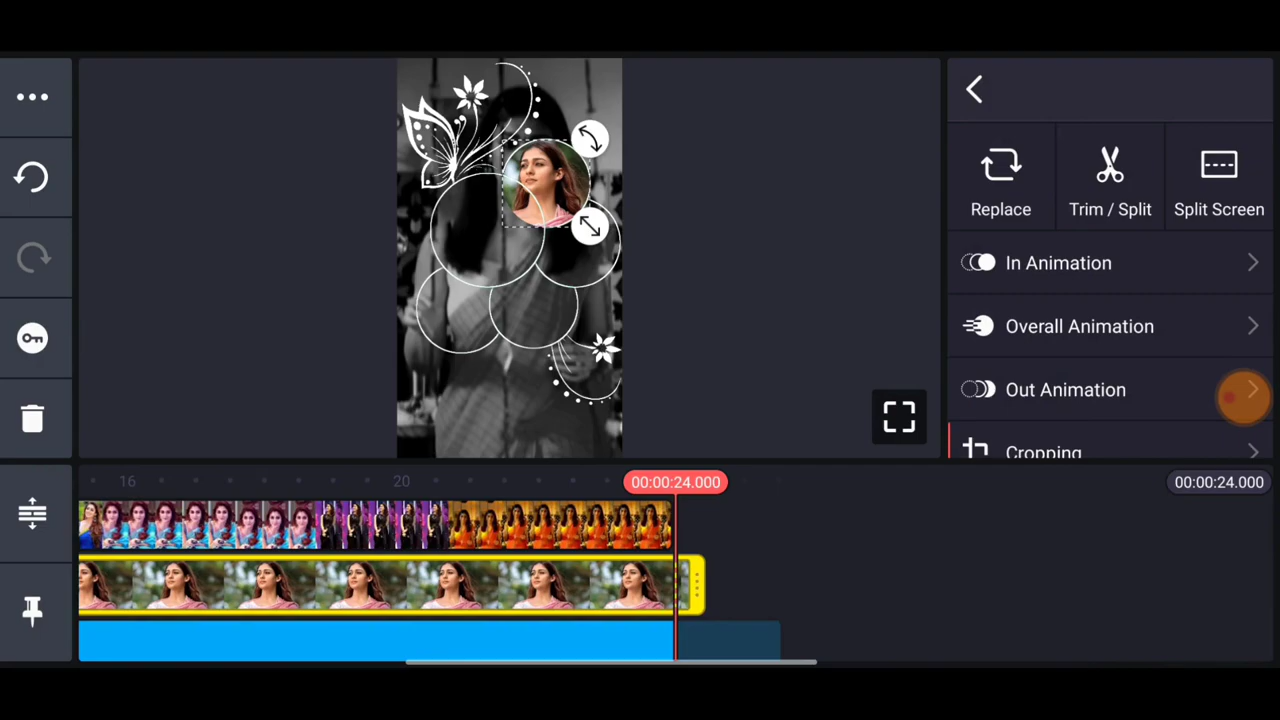 Replace
Trim / Split
Split Screen
In Animation
Overall Animation
Out Animation
Cropping
16
20
00:00:24.000
00:00:24.000